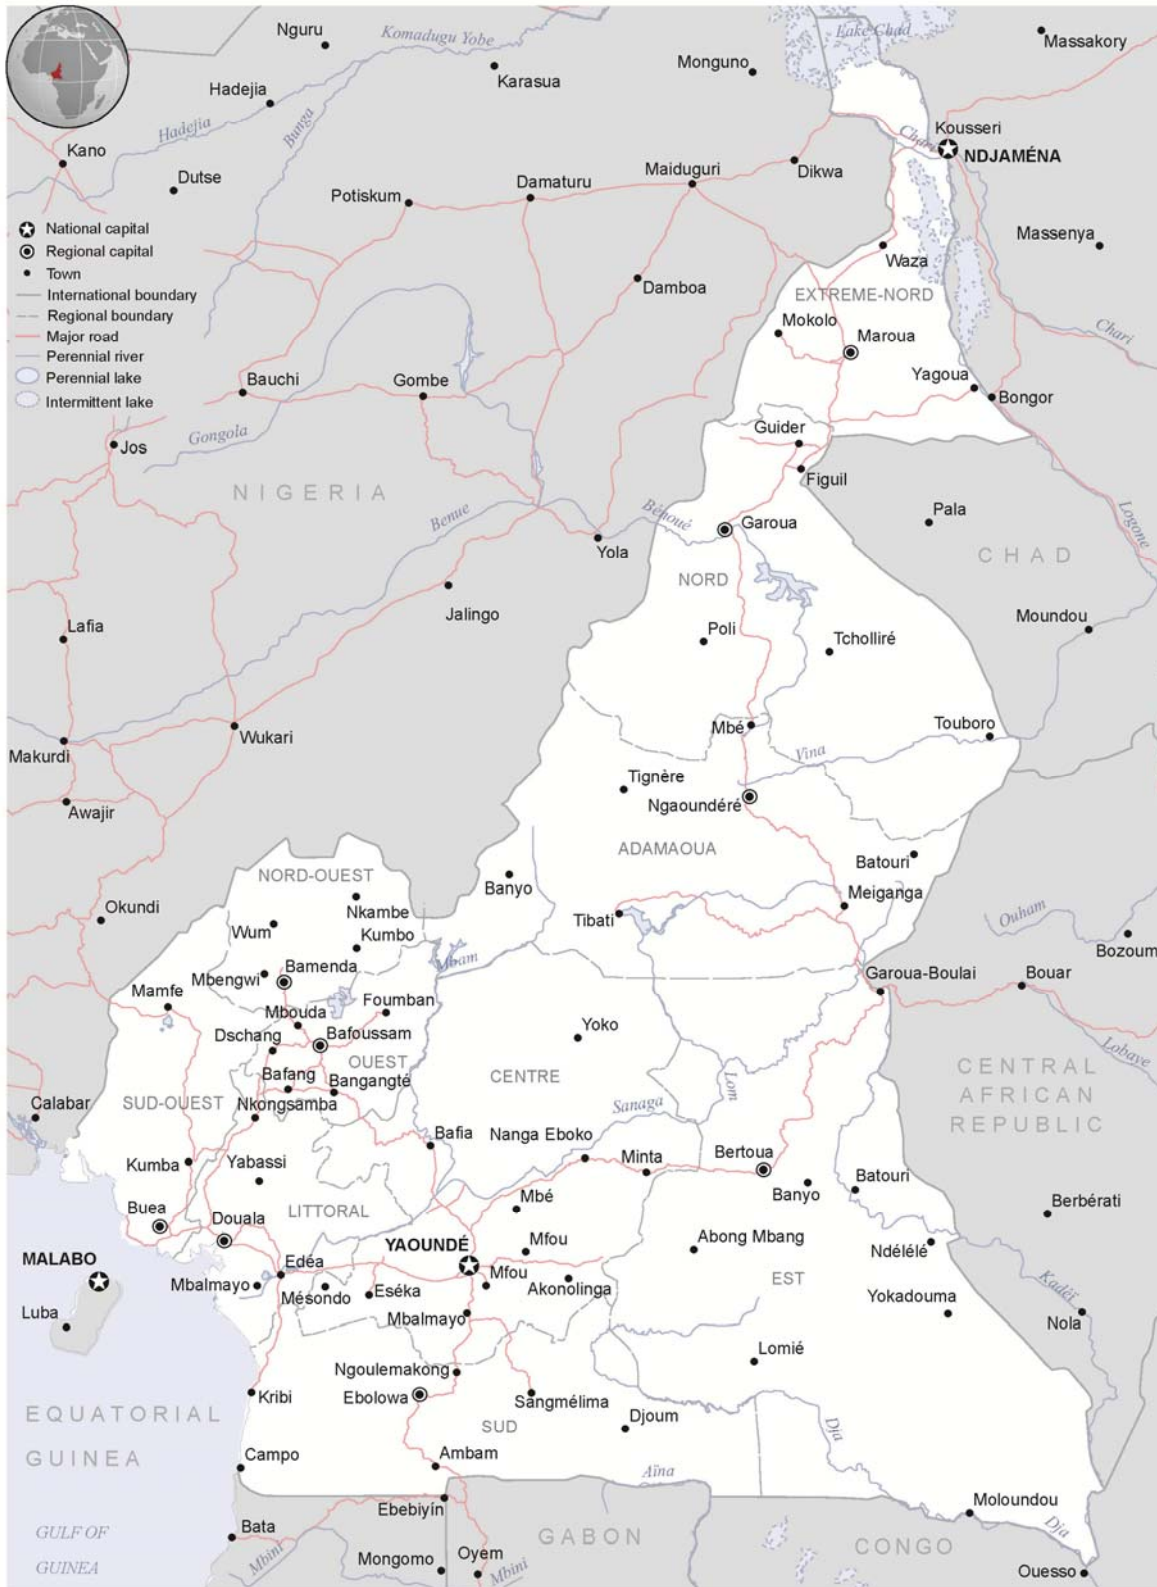 Nguru
Komadugu Yobe
Lake Chad
Massakory
Monguno
Karasua
Hadejia
Hadejia
Bunga
Kano
Dutse
Chari
Kousseri
NDJAMÉNA
Dikwa
Maiduguri
Damaturu
Potiskum
National capital
Regional capital
Town
International boundary
Regional boundary
Major road
Perennial river
Perennial lake
Intermittent lake
Massenya
Waza
Damboa
EXTREME-NORD
Mokolo
Maroua
Chari
Bauchi
Gombe
Yagoua
Bongor
Guider
Gongola
Jos
Figuil
NIGERIA
Benue
Bénoué
Garoua
Pala
Logone
Yola
CHAD
NORD
Jalingo
Moundou
Lafia
Poli
Tcholliré
Mbé
Touboro
Wukari
Makurdi
Vina
Tignère
Ngaoundéré
Awajir
ADAMAOUA
Batouri
NORD-OUEST
Banyo
Meiganga
Nkambe
Okundi
Tibati
Ouham
Wum
Kumbo
Bozoum
Mbam
Bamenda
Mbengwi
Garoua-Boulai
Bouar
Mamfe
Foumban
Mbouda
Yoko
Dschang
Bafoussam
Lobaye
OUEST
CENTRE
CENTRAL
AFRICAN
REPUBLIC
Bafang
Bangangté
Lom
SUD-OUEST
Sanaga
Calabar
Nkongsamba
Bafia
Nanga Eboko
Bertoua
Minta
Kumba
Yabassi
Banyo
Batouri
Mbé
Berbérati
Buea
Douala
LITTORAL
YAOUNDÉ
Mfou
Abong Mbang
Ndélélé
MALABO
Edéa
Mbalmayo
Mésondo
Eséka
Mfou
Akonolinga
EST
Kadéï
Luba
Mbalmayo
Yokadouma
Nola
Ngoulemakong
Lomié
Kribi
Ebolowa
Sangmélima
EQUATORIAL
GUINEA
SUD
Djoum
Dja
Campo
Ambam
Aïna
Ebebiyín
Moloundou
GULF OF
GUINEA
Bata
GABON
CONGO
Dja
Mbini
Mongomo
Oyem
Mbini
Ouesso